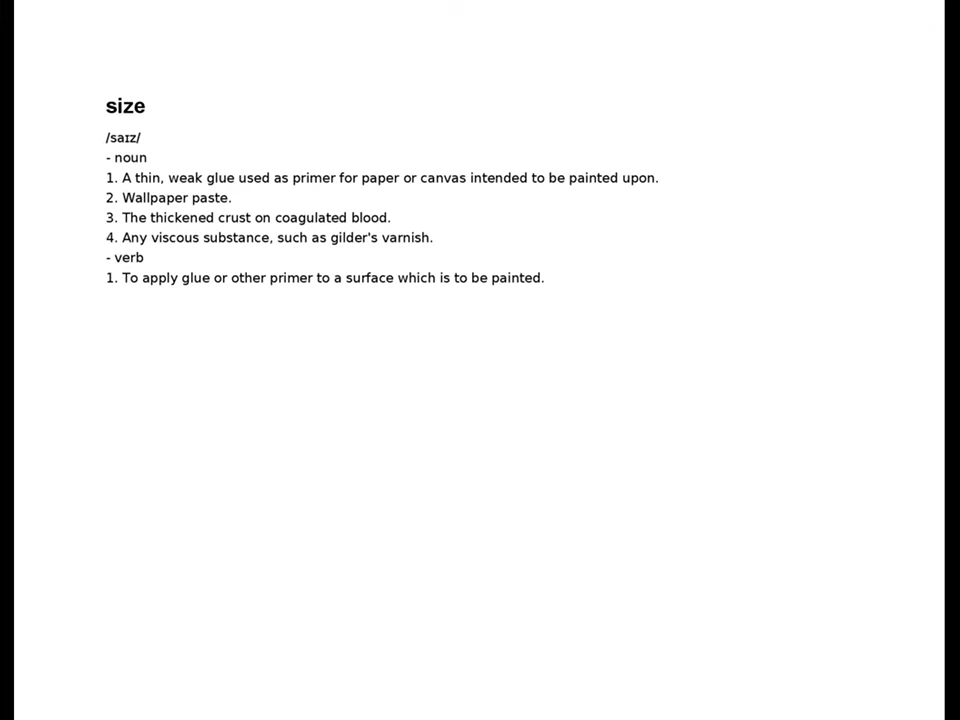 size
/saɪz/
- noun
1. A thin, weak glue used as primer for paper or canvas intended to be painted upon.
2. Wallpaper paste.
3. The thickened crust on coagulated blood.
4. Any viscous substance, such as gilder's varnish.
- verb
1. To apply glue or other primer to a surface which is to be painted.